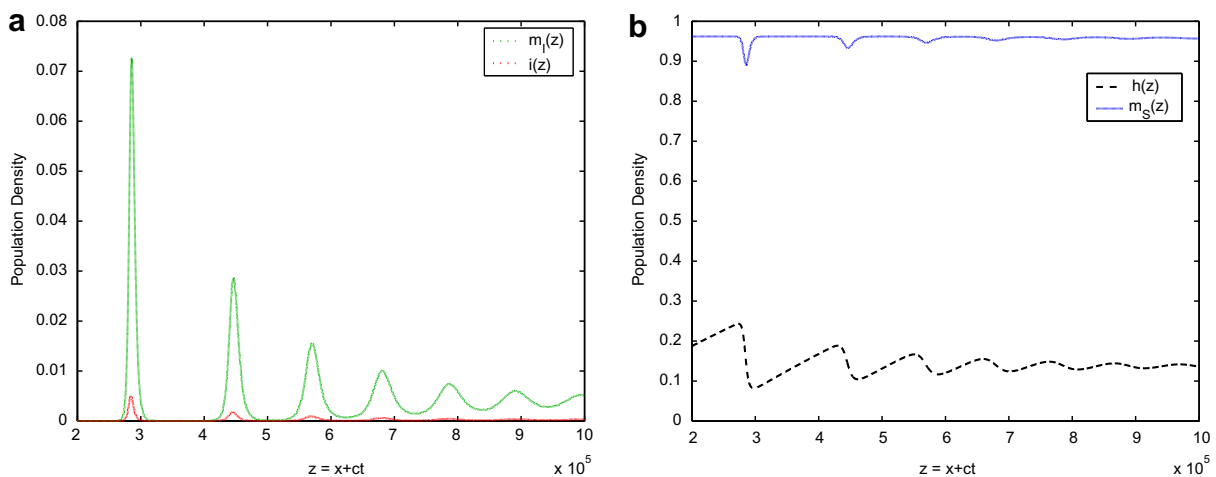 a
0.08
0.07
0.06
0.05
0.04
0.03
0.02
0.01
0
Population Density
m_I(z)
i(z)
2 3 4 5 6 7 8 9 10
z = x+ct
x 10^5
b
1
0.9
0.8
0.7
0.6
0.5
0.4
0.3
0.2
0.1
0
Population Density
h(z)
m_S(z)
2 3 4 5 6 7 8 9 10
z = x+ct
x 10^5